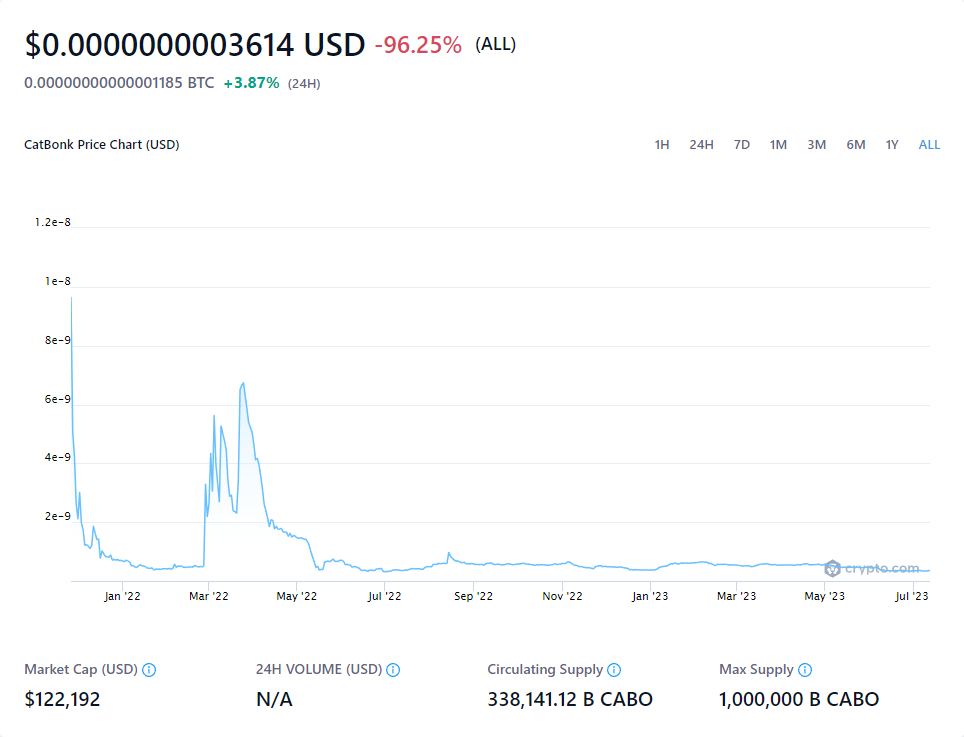 $0.0000000003614 USD -96.25% (ALL)
0.00000000000001185 BTC +3.87% (24H)
CatBonk Price Chart (USD)
1H 24H 7D 1M 3M 6M 1Y ALL
1.2e-8
1e-8
8e-9
6e-9
4e-9
2e-9
crypto.com
Jan '22 Mar '22 May '22 Jul '22 Sep '22 Nov '22 Jan '23 Mar '23 May '23 Jul '23
Market Cap (USD) 24H VOLUME (USD) Circulating Supply Max Supply
$122,192 N/A 338,141.12 B CABO 1,000,000 B CABO